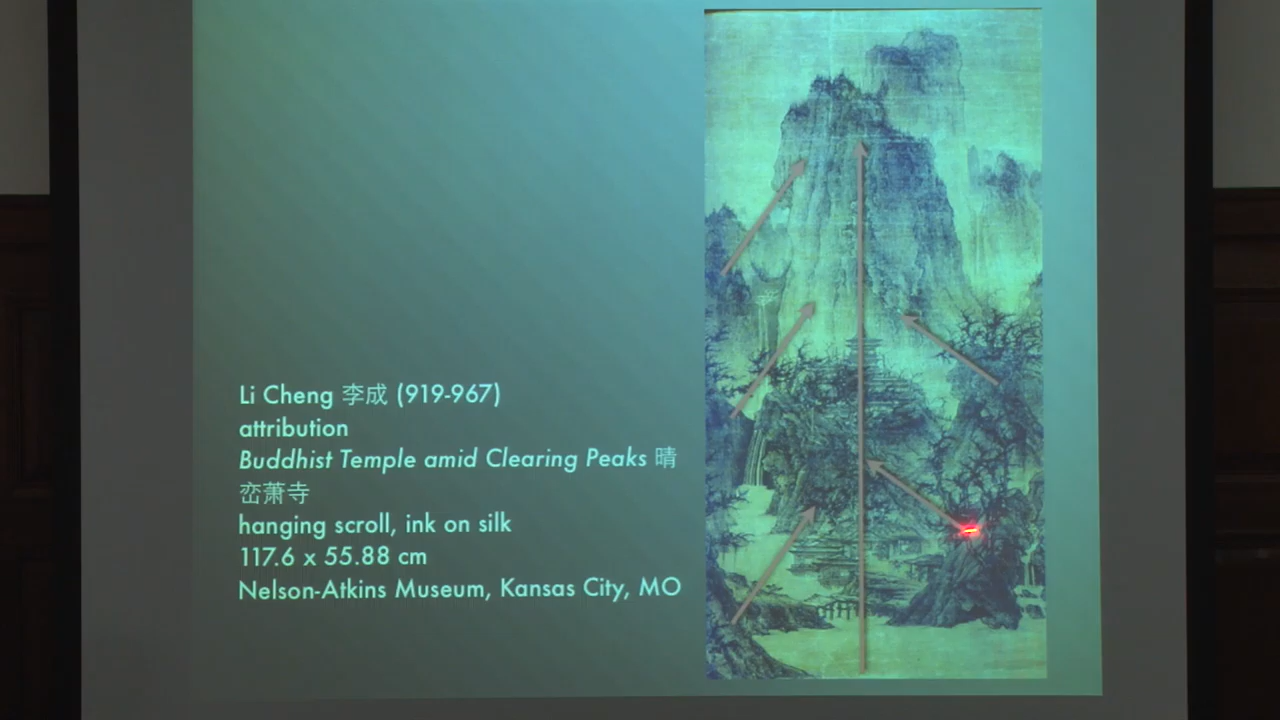 Li Cheng 李成 (919-967)
attribution
Buddhist Temple amid Clearing Peaks 晴
峦萧寺
hanging scroll, ink on silk
117.6 x 55.88 cm
Nelson-Atkins Museum, Kansas City, MO